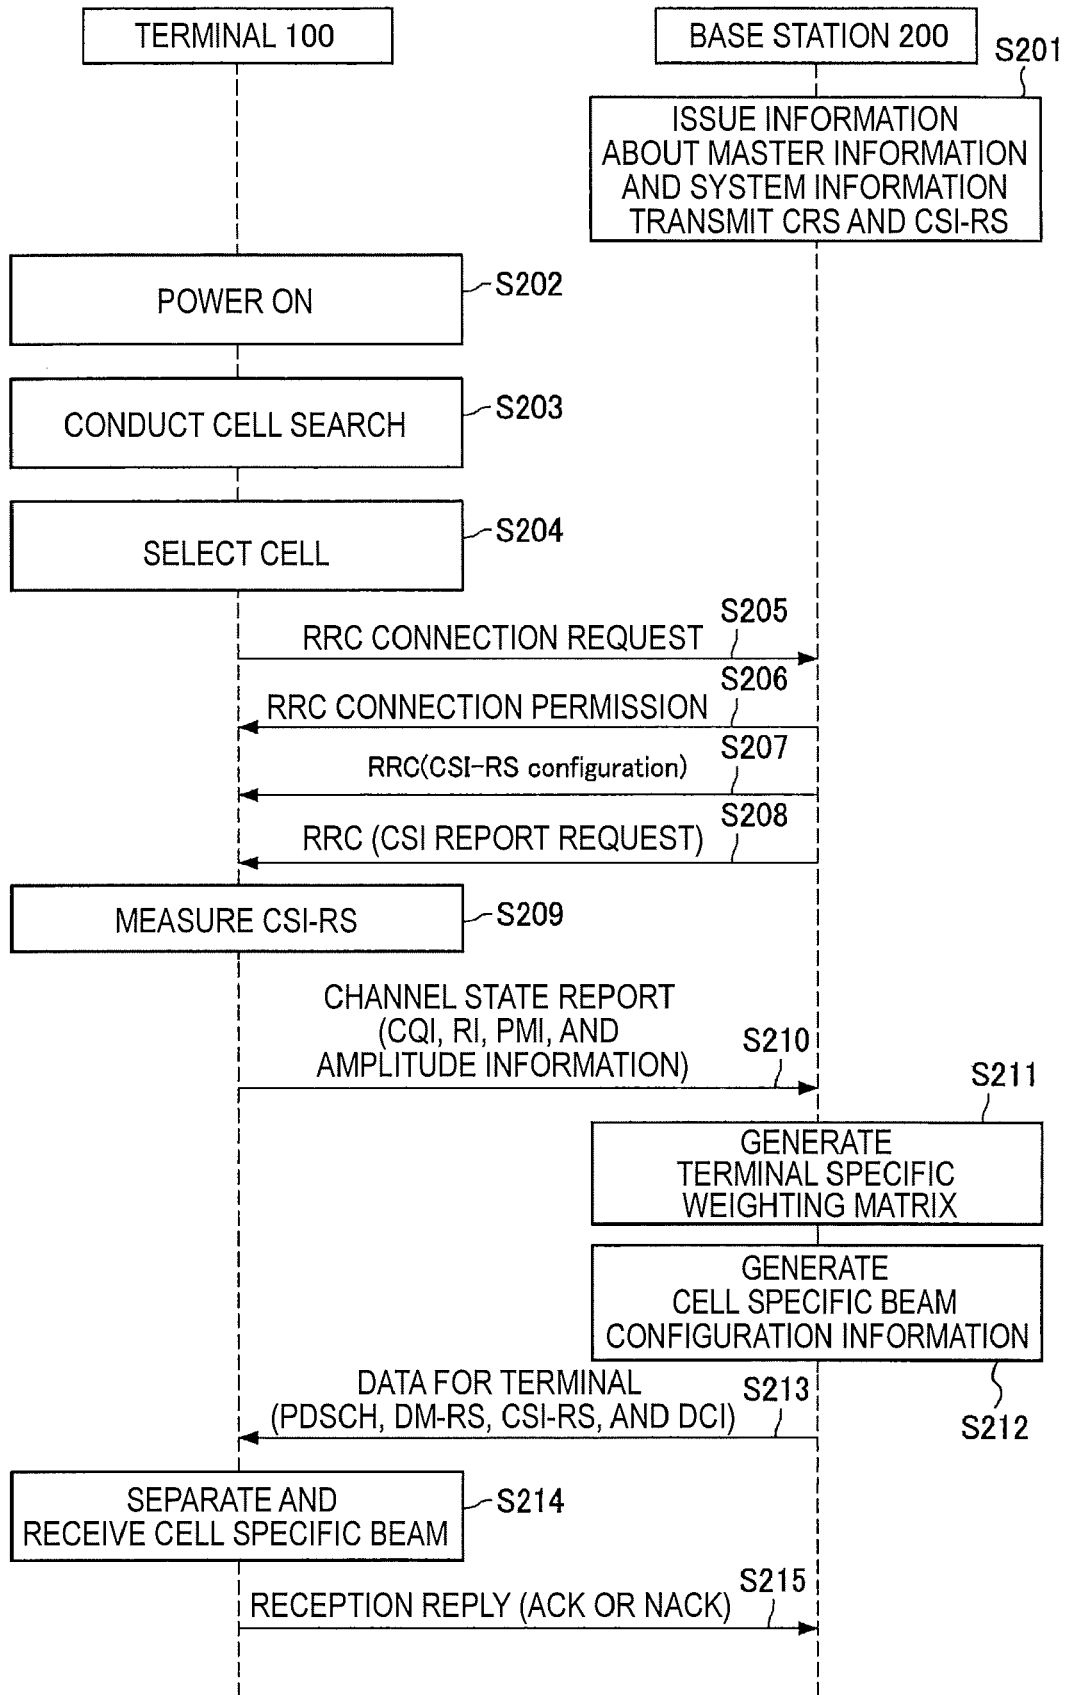 TERMINAL 100
BASE STATION 200
S201
ISSUE INFORMATION
ABOUT MASTER INFORMATION
AND SYSTEM INFORMATION
TRANSMIT CRS AND CSI-RS
POWER ON
S202
CONDUCT CELL SEARCH
S203
SELECT CELL
S204
S205
RRC CONNECTION REQUEST
S206
RRC CONNECTION PERMISSION
S207
RRC(CSI-RS configuration)
S208
RRC (CSI REPORT REQUEST)
MEASURE CSI-RS
S209
CHANNEL STATE REPORT
(CQI, RI, PMI, AND
AMPLITUDE INFORMATION)
S210
S211
GENERATE
TERMINAL SPECIFIC
WEIGHTING MATRIX
GENERATE
CELL SPECIFIC BEAM
CONFIGURATION INFORMATION
S212
DATA FOR TERMINAL
(PDSCH, DM-RS, CSI-RS, AND DCI)
S213
SEPARATE AND
RECEIVE CELL SPECIFIC BEAM
S214
S215
RECEPTION REPLY (ACK OR NACK)